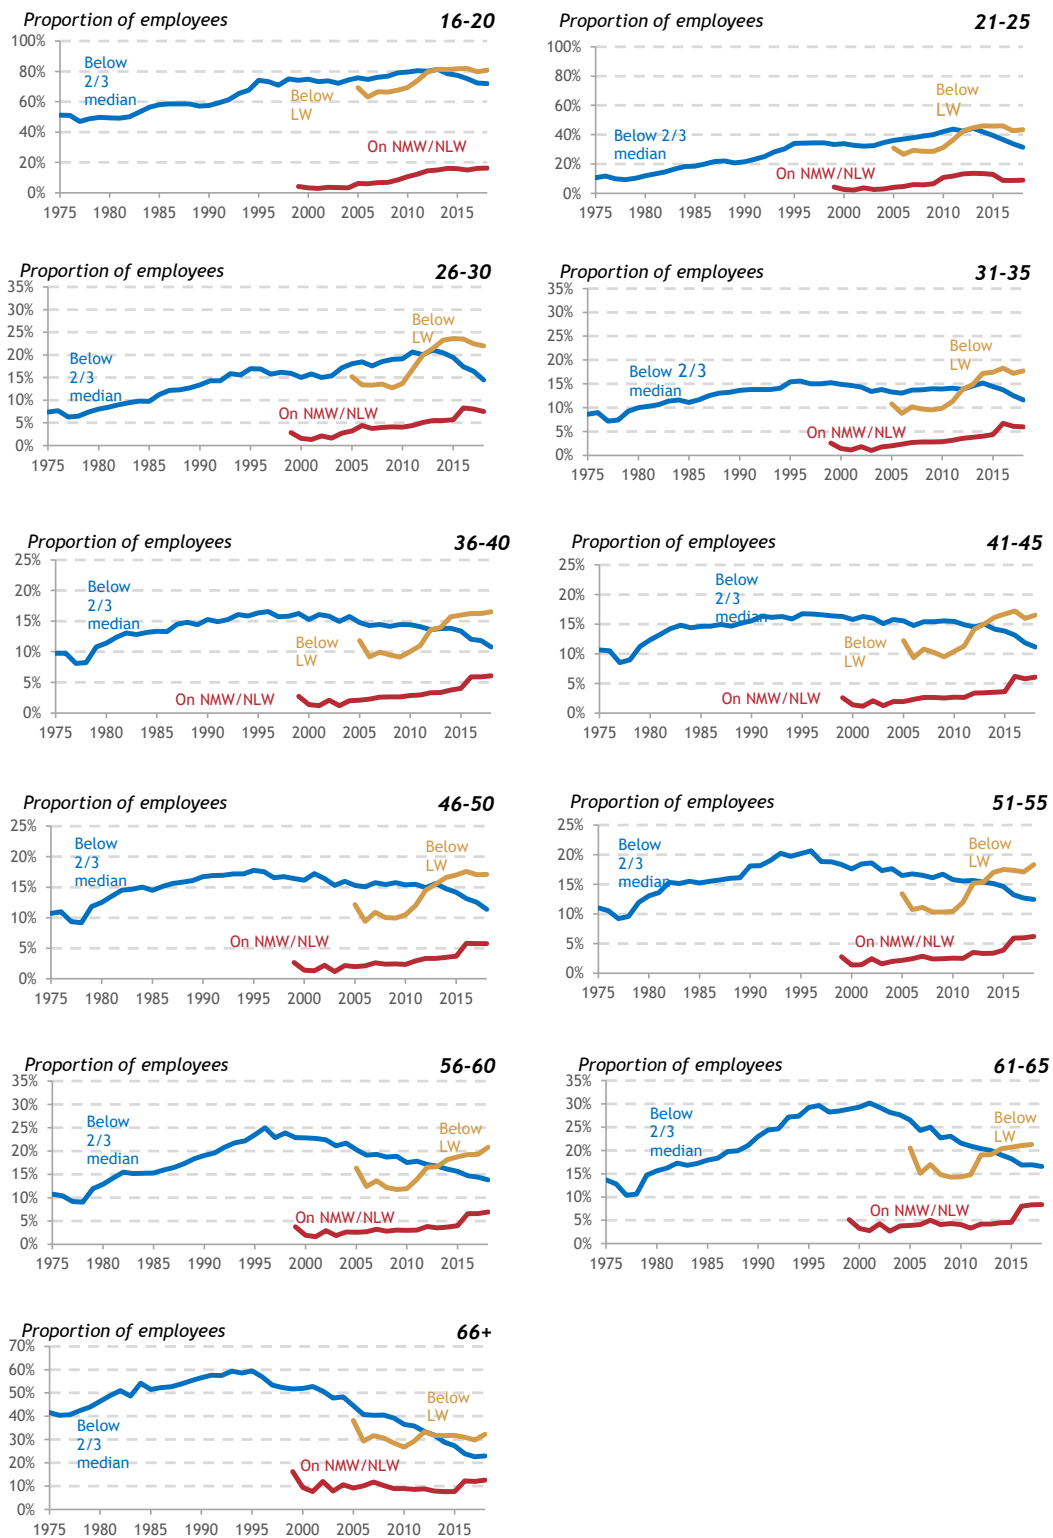 Proportion of employees 16-20
100%
80%
60%
40%
20%
0%
Below
2/3
median
Below
LW
On NMW/NLW
1975 1980 1985 1990 1995 2000 2005 2010 2015
Proportion of employees 21-25
100%
80%
60%
40%
20%
0%
Below 2/3
median
Below
LW
On NMW/NLW
1975 1980 1985 1990 1995 2000 2005 2010 2015
Proportion of employees 26-30
35%
30%
25%
20%
15%
10%
5%
0%
Below
2/3
median
Below
LW
On NMW/NLW
1975 1980 1985 1990 1995 2000 2005 2010 2015
Proportion of employees 31-35
35%
30%
25%
20%
15%
10%
5%
0%
Below 2/3
median
Below
LW
On NMW/NLW
1975 1980 1985 1990 1995 2000 2005 2010 2015
Proportion of employees 36-40
25%
20%
15%
10%
5%
0%
Below
2/3
median
Below
LW
On NMW/NLW
1975 1980 1985 1990 1995 2000 2005 2010 2015
Proportion of employees 41-45
25%
20%
15%
10%
5%
0%
Below
2/3
median
Below
LW
On NMW/NLW
1975 1980 1985 1990 1995 2000 2005 2010 2015
Proportion of employees 46-50
25%
20%
15%
10%
5%
0%
Below
2/3
median
Below
LW
On NMW/NLW
1975 1980 1985 1990 1995 2000 2005 2010 2015
Proportion of employees 51-55
25%
20%
15%
10%
5%
0%
Below
2/3
median
Below
LW
On NMW/NLW
1975 1980 1985 1990 1995 2000 2005 2010 2015
Proportion of employees 56-60
35%
30%
25%
20%
15%
10%
5%
0%
Below
2/3
median
Below
LW
On NMW/NLW
1975 1980 1985 1990 1995 2000 2005 2010 2015
Proportion of employees 61-65
35%
30%
25%
20%
15%
10%
5%
0%
Below
2/3
median
Below
LW
On NMW/NLW
1975 1980 1985 1990 1995 2000 2005 2010 2015
Proportion of employees 66+
70%
60%
50%
40%
30%
20%
10%
0%
Below
2/3
median
Below
LW
On NMW/NLW
1975 1980 1985 1990 1995 2000 2005 2010 2015